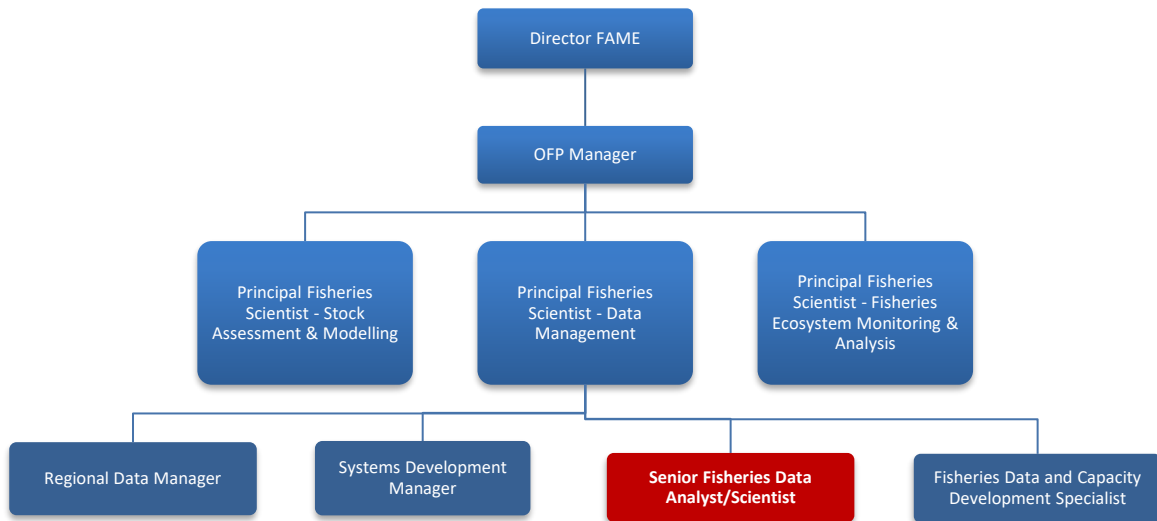 Director FAME
OFP Manager
Principal Fisheries
Scientist - Stock
Assessment & Modelling
Principal Fisheries
Scientist - Data
Management
Principal Fisheries
Scientist - Fisheries
Ecosystem Monitoring &
Analysis
Regional Data Manager
Systems Development
Manager
Senior Fisheries Data
Analyst/Scientist
Fisheries Data and Capacity
Development Specialist